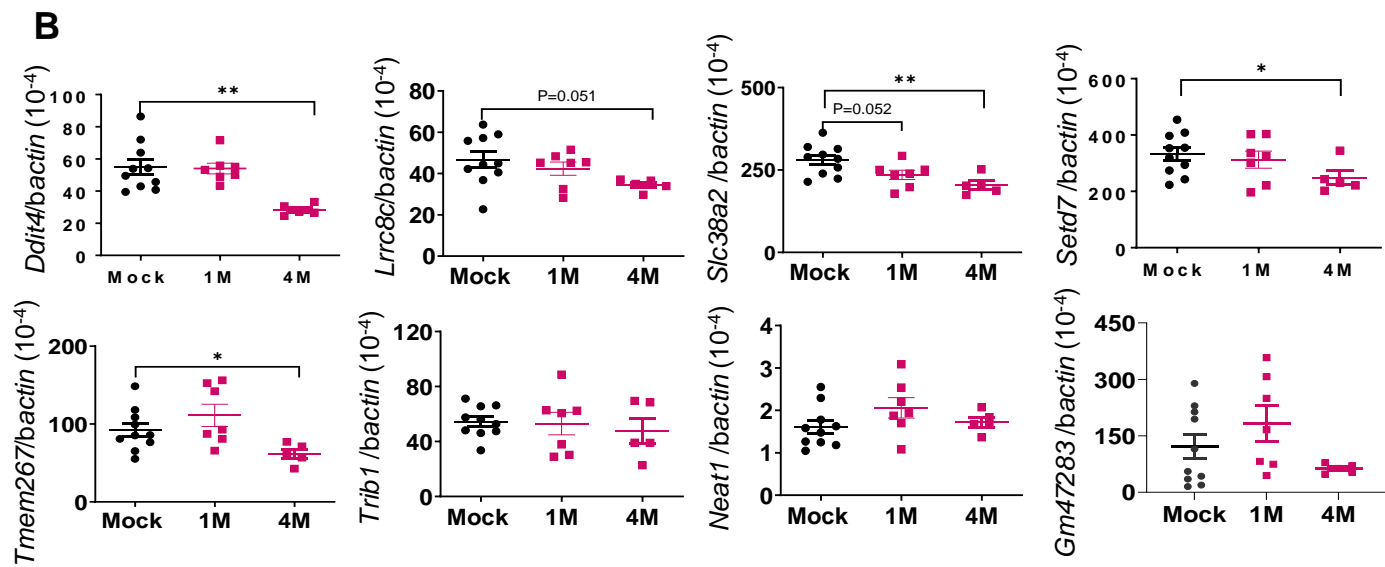 B
Ddit4/bactin (10-4)
100
80
60
40
20
0
**
Mock 1M 4M
Lrrc8c/bactin (10-4)
80
60
40
20
0
P=0.051
Mock 1M 4M
Slc38a2 /bactin (10-4)
500
250
0
**
P=0.052
Mock 1M 4M
Setd7 /bactin (10-4)
600
400
200
0
*
Mock 1M 4M
Tmem267/bactin (10-4)
200
100
0
*
Mock 1M 4M
Trib1 /bactin (10-4)
120
80
40
0
Mock 1M 4M
Neat1 /bactin (10-4)
4
3
2
1
0
Mock 1M 4M
Gm47283 /bactin (10-4)
450
300
150
0
Mock 1M 4M